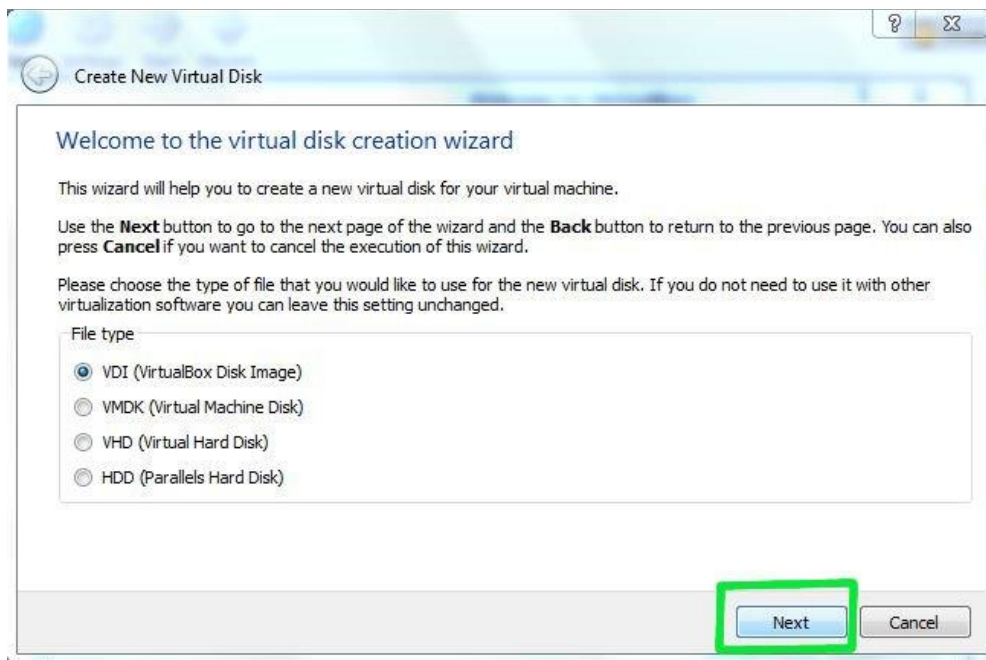 Create New Virtual Disk
Welcome to the virtual disk creation wizard
This wizard will help you to create a new virtual disk for your virtual machine.
Use the Next button to go to the next page of the wizard and the Back button to return to the previous page. You can also
press Cancel if you want to cancel the execution of this wizard.
Please choose the type of file that you would like to use for the new virtual disk. If you do not need to use it with other
virtualization software you can leave this setting unchanged.
File type
VDI (VirtualBox Disk Image)
VMDK (Virtual Machine Disk)
VHD (Virtual Hard Disk)
HDD (Parallels Hard Disk)
Next Cancel